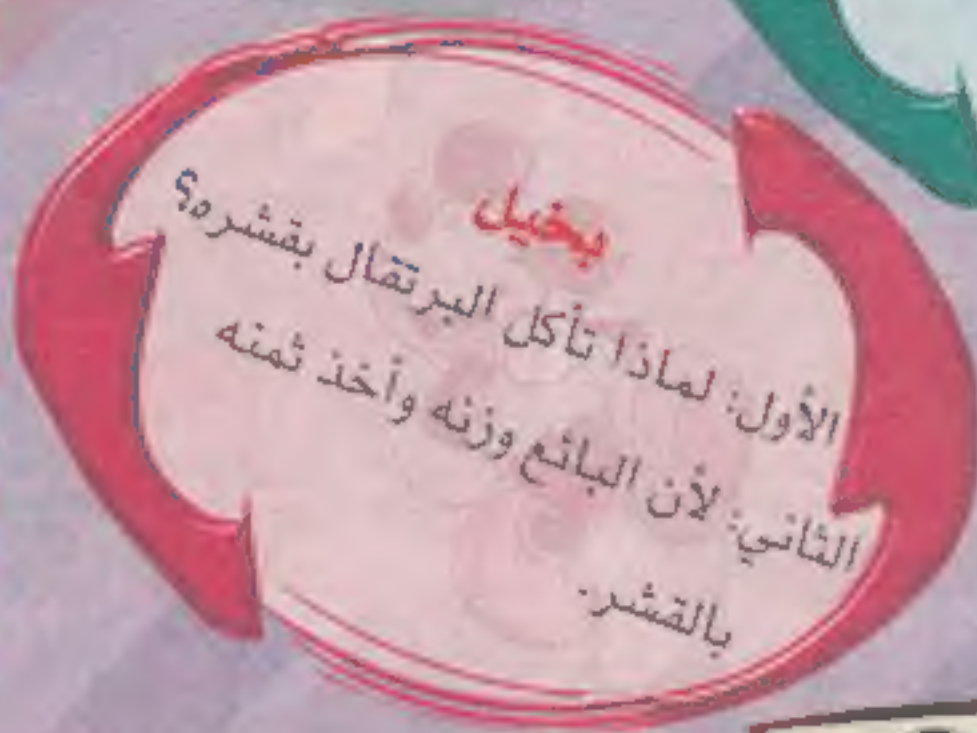 بخيل
الأول: لماذا تأكل البرتقال بقشره؟
الثاني: لأن البائع وزنه وأخذ ثمنه
بالقشر.